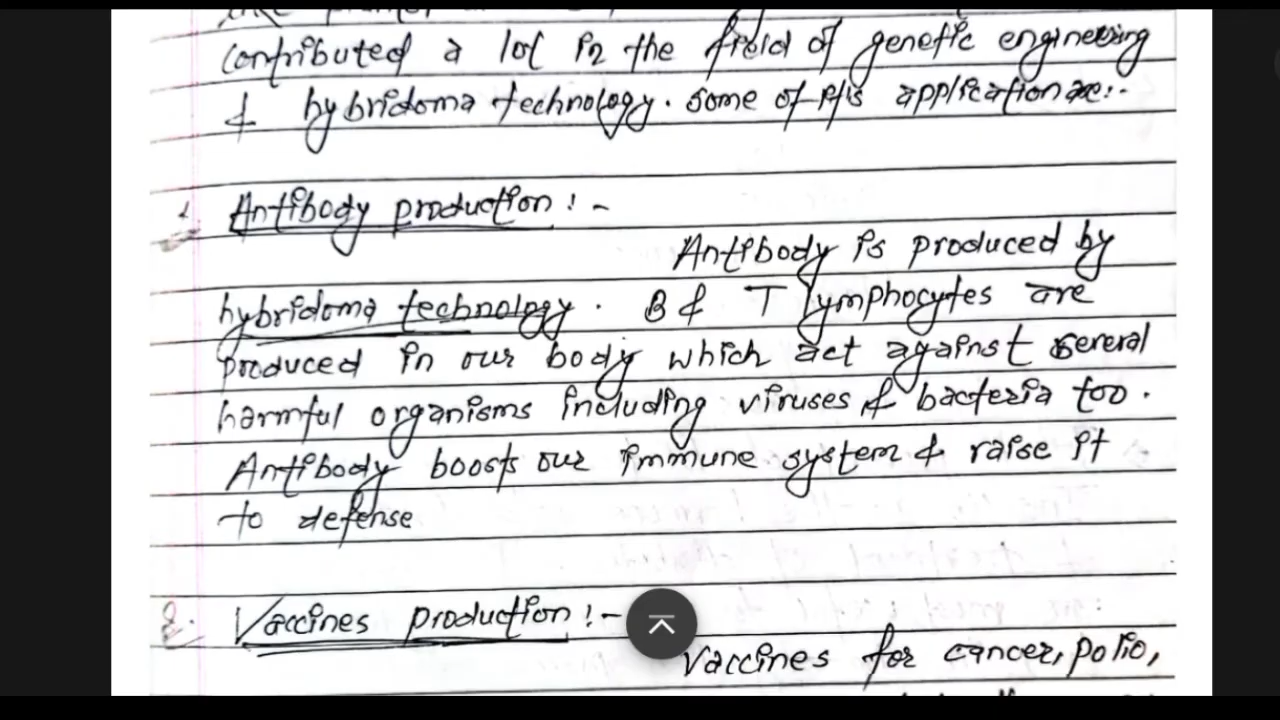 contributed a lot in the field of genetic engineering
& hybridoma technology. some of it's application are:-
1. Antibody production :-
Antibody is produced by
hybridoma technology. B & T lymphocytes are
produced in our body which act against several
harmful organisms including viruses & bacteria too.
Antibody boosts our immune system & raise it
to defense
2. Vaccines production :-
Vaccines for cancer, polio,